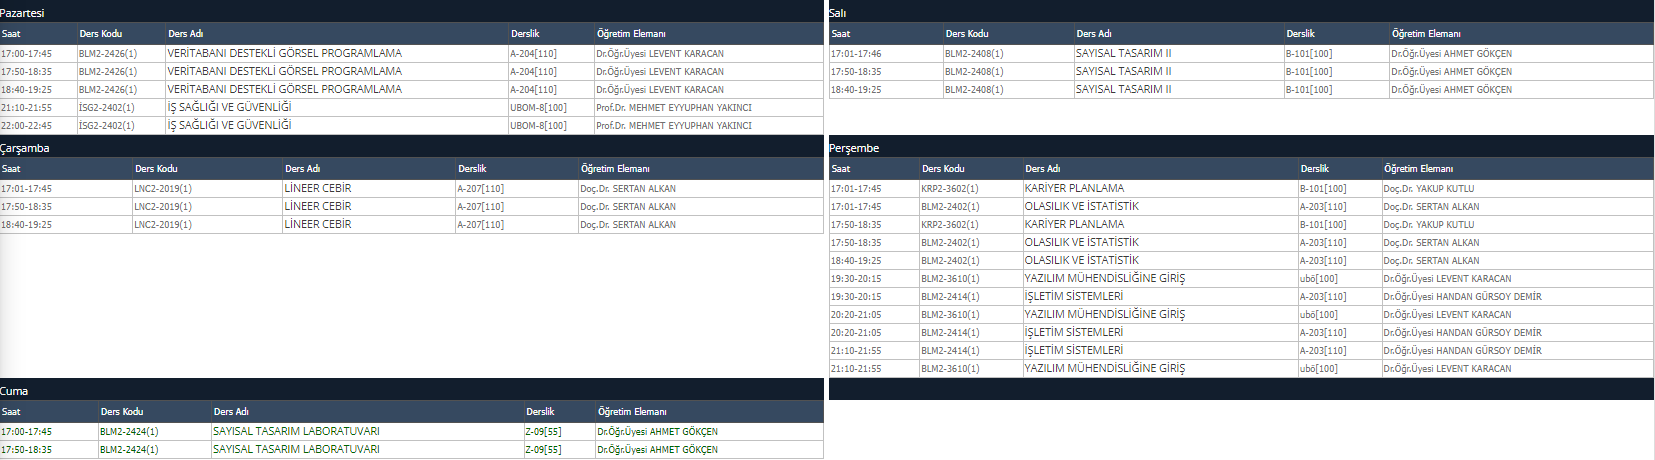 Pazartesi
Saat Ders Kodu Ders Adı Derslik Öğretim Elemanı
17:00-17:45 BLM2-2426(1) VERİTABANI DESTEKLİ GÖRSEL PROGRAMLAMA A-204[110] Dr.Öğr.Üyesi LEVENT KARACAN
17:50-18:35 BLM2-2426(1) VERİTABANI DESTEKLİ GÖRSEL PROGRAMLAMA A-204[110] Dr.Öğr.Üyesi LEVENT KARACAN
18:40-19:25 BLM2-2426(1) VERİTABANI DESTEKLİ GÖRSEL PROGRAMLAMA A-204[110] Dr.Öğr.Üyesi LEVENT KARACAN
21:10-21:55 İSG2-2402(1) İŞ SAĞLIĞI VE GÜVENLİĞİ UBOM-8[100] Prof.Dr. MEHMET EYYUPHAN YAKINCI
22:00-22:45 İSG2-2402(1) İŞ SAĞLIĞI VE GÜVENLİĞİ UBOM-8[100] Prof.Dr. MEHMET EYYUPHAN YAKINCI
Salı
Saat Ders Kodu Ders Adı Derslik Öğretim Elemanı
17:01-17:46 BLM2-2408(1) SAYISAL TASARIM II B-101[100] Dr.Öğr.Üyesi AHMET GÖKÇEN
17:50-18:35 BLM2-2408(1) SAYISAL TASARIM II B-101[100] Dr.Öğr.Üyesi AHMET GÖKÇEN
18:40-19:25 BLM2-2408(1) SAYISAL TASARIM II B-101[100] Dr.Öğr.Üyesi AHMET GÖKÇEN
Çarşamba
Saat Ders Kodu Ders Adı Derslik Öğretim Elemanı
17:01-17:45 LNC2-2019(1) LİNEER CEBİR A-207[110] Doç.Dr. SERTAN ALKAN
17:50-18:35 LNC2-2019(1) LİNEER CEBİR A-207[110] Doç.Dr. SERTAN ALKAN
18:40-19:25 LNC2-2019(1) LİNEER CEBİR A-207[110] Doç.Dr. SERTAN ALKAN
Perşembe
Saat Ders Kodu Ders Adı Derslik Öğretim Elemanı
17:01-17:45 KRP2-3602(1) KARİYER PLANLAMA B-101[100] Doç.Dr. YAKUP KUTLU
17:01-17:45 BLM2-2402(1) OLASILIK VE İSTATİSTİK A-203[110] Doç.Dr. SERTAN ALKAN
17:50-18:35 KRP2-3602(1) KARİYER PLANLAMA B-101[100] Doç.Dr. YAKUP KUTLU
17:50-18:35 BLM2-2402(1) OLASILIK VE İSTATİSTİK A-203[110] Doç.Dr. SERTAN ALKAN
18:40-19:25 BLM2-2402(1) OLASILIK VE İSTATİSTİK A-203[110] Doç.Dr. SERTAN ALKAN
19:30-20:15 BLM2-3610(1) YAZILIM MÜHENDİSLİĞİNE GİRİŞ ubö[100] Dr.Öğr.Üyesi LEVENT KARACAN
19:30-20:15 BLM2-2414(1) İŞLETİM SİSTEMLERİ A-203[110] Dr.Öğr.Üyesi HANDAN GÜRSOY DEMİR
20:20-21:05 BLM2-3610(1) YAZILIM MÜHENDİSLİĞİNE GİRİŞ ubö[100] Dr.Öğr.Üyesi LEVENT KARACAN
20:20-21:05 BLM2-2414(1) İŞLETİM SİSTEMLERİ A-203[110] Dr.Öğr.Üyesi HANDAN GÜRSOY DEMİR
21:10-21:55 BLM2-2414(1) İŞLETİM SİSTEMLERİ A-203[110] Dr.Öğr.Üyesi HANDAN GÜRSOY DEMİR
21:10-21:55 BLM2-3610(1) YAZILIM MÜHENDİSLİĞİNE GİRİŞ ubö[100] Dr.Öğr.Üyesi LEVENT KARACAN
Cuma
Saat Ders Kodu Ders Adı Derslik Öğretim Elemanı
17:00-17:45 BLM2-2424(1) SAYISAL TASARIM LABORATUVARI Z-09[55] Dr.Öğr.Üyesi AHMET GÖKÇEN
17:50-18:35 BLM2-2424(1) SAYISAL TASARIM LABORATUVARI Z-09[55] Dr.Öğr.Üyesi AHMET GÖKÇEN